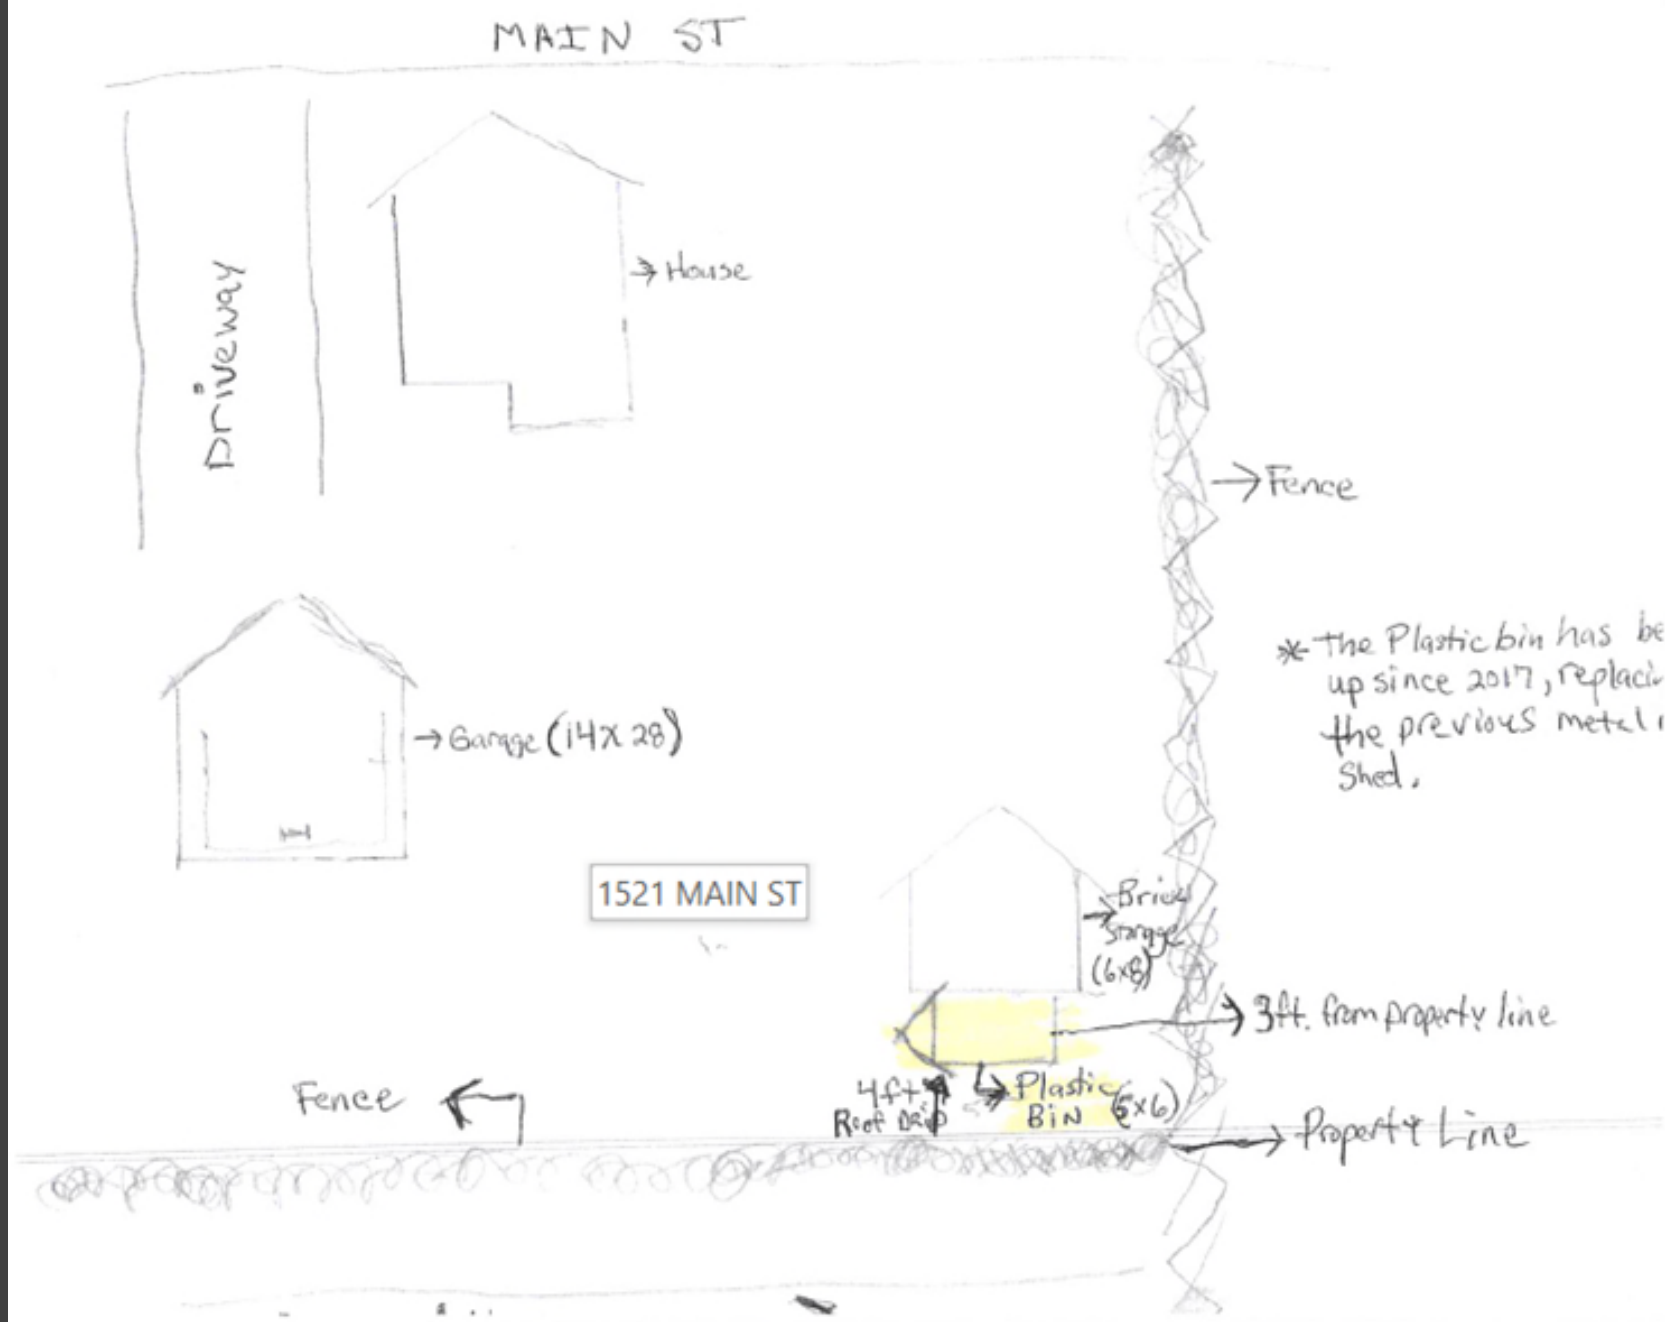 MAIN ST
Driveway
House
Fence
* The Plastic bin has be
up since 2017, replacin
the previous metal
Shed.
Garage (14x28)
1521 MAIN ST
Brick
Storage
(6x8)
3ft. from property line
Fence
4ft
Roof Drip
Plastic
BiN (5x6)
Property Line